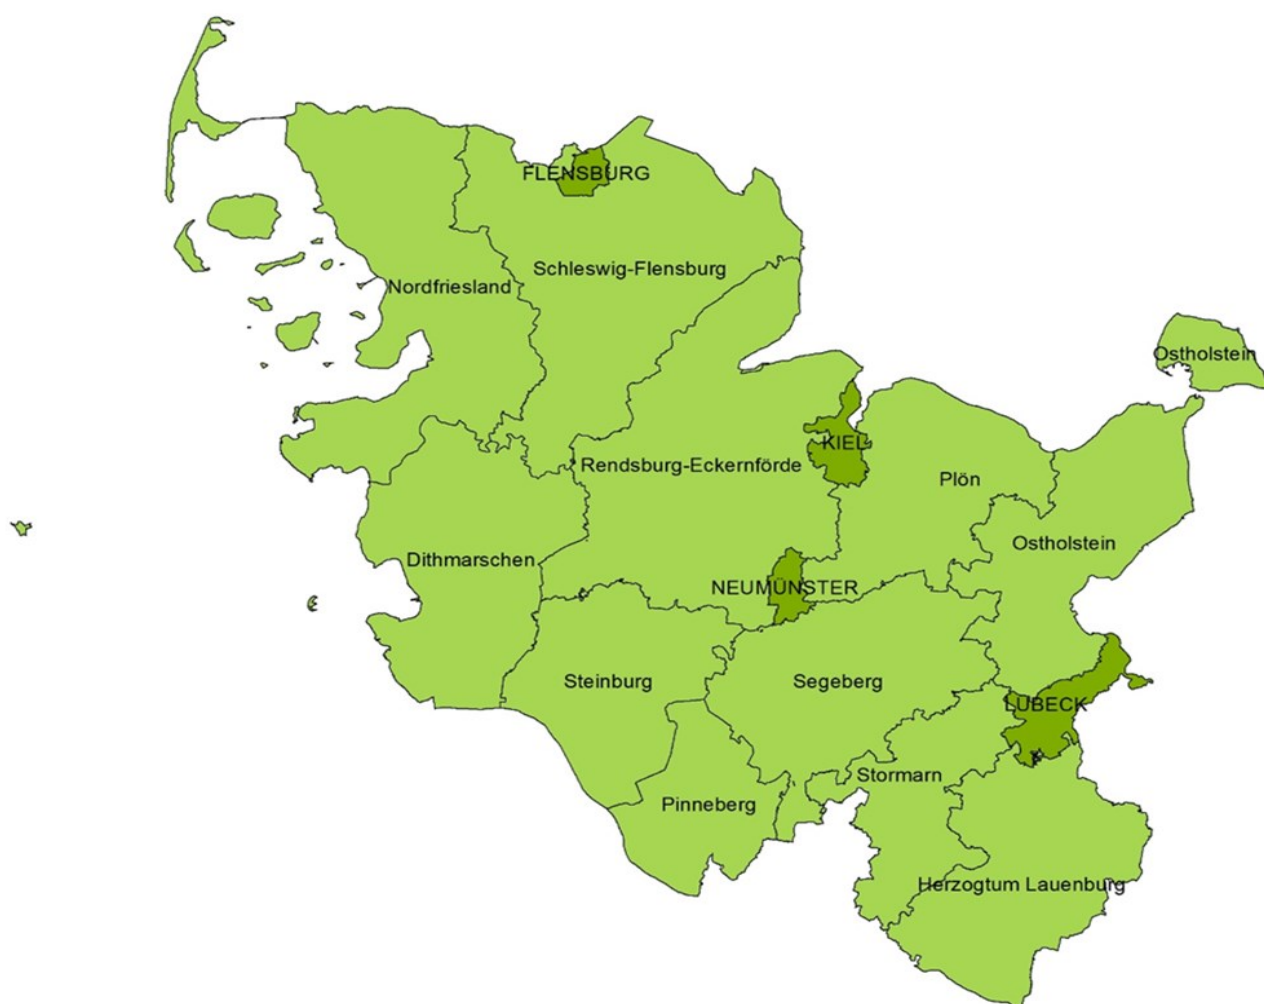 FLENSBURG
Schleswig-Flensburg
Nordfriesland
Ostholstein
KIEL
Rendsburg-Eckernförde
Plön
Ostholstein
Dithmarschen
NEUMÜNSTER
Steinburg
Segeberg
LÜBECK
Stormarn
Pinneberg
Herzogtum Lauenburg